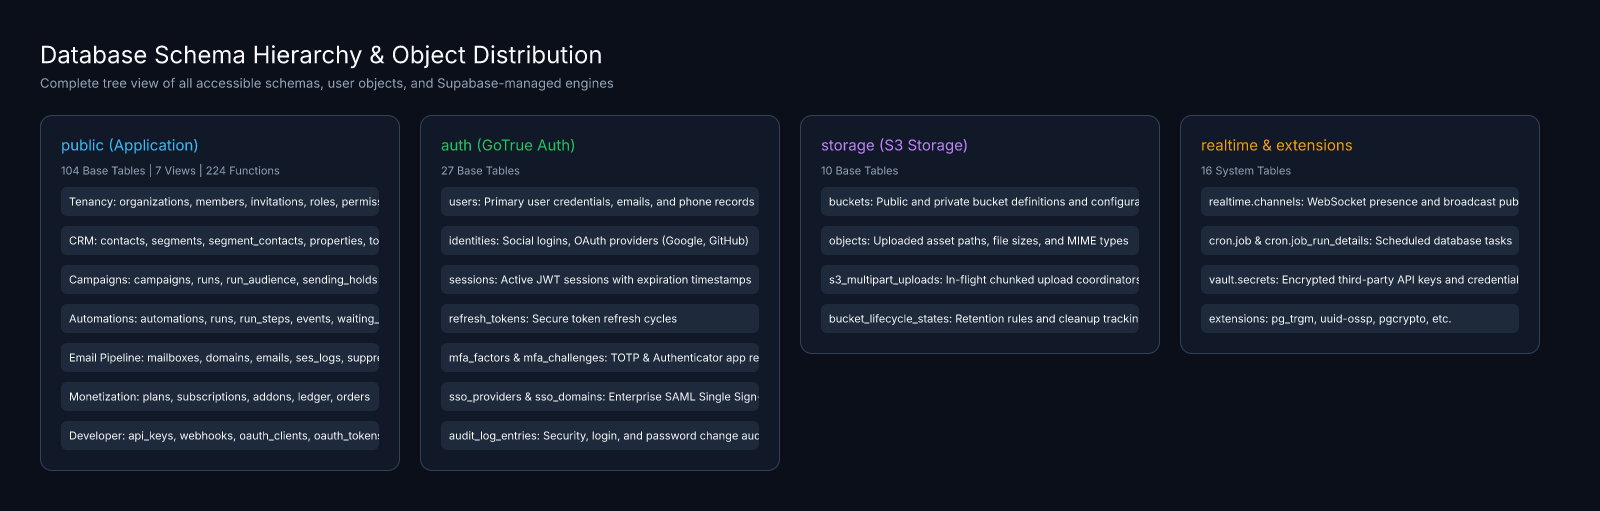 Database Schema Hierarchy & Object Distribution
Complete tree view of all accessible schemas, user objects, and Supabase-managed engines
public (Application)
104 Base Tables | 7 Views | 224 Functions
Tenancy: organizations, members, invitations, roles, permis
CRM: contacts, segments, segment_contacts, properties, to
Campaigns: campaigns, runs, run_audience, sending_holds
Automations: automations, runs, run_steps, events, waiting_
Email Pipeline: mailboxes, domains, emails, ses_logs, suppre
Monetization: plans, subscriptions, addons, ledger, orders
Developer: api_keys, webhooks, oauth_clients, oauth_tokens
auth (GoTrue Auth)
27 Base Tables
users: Primary user credentials, emails, and phone records
identities: Social logins, OAuth providers (Google, GitHub)
sessions: Active JWT sessions with expiration timestamps
refresh_tokens: Secure token refresh cycles
mfa_factors & mfa_challenges: TOTP & Authenticator app re
sso_providers & sso_domains: Enterprise SAML Single Sign-
audit_log_entries: Security, login, and password change aud
storage (S3 Storage)
10 Base Tables
buckets: Public and private bucket definitions and configura
objects: Uploaded asset paths, file sizes, and MIME types
s3_multipart_uploads: In-flight chunked upload coordinators
bucket_lifecycle_states: Retention rules and cleanup trackin
realtime & extensions
16 System Tables
realtime.channels: WebSocket presence and broadcast pub
cron.job & cron.job_run_details: Scheduled database tasks
vault.secrets: Encrypted third-party API keys and credential
extensions: pg_trgm, uuid-ossp, pgcrypto, etc.